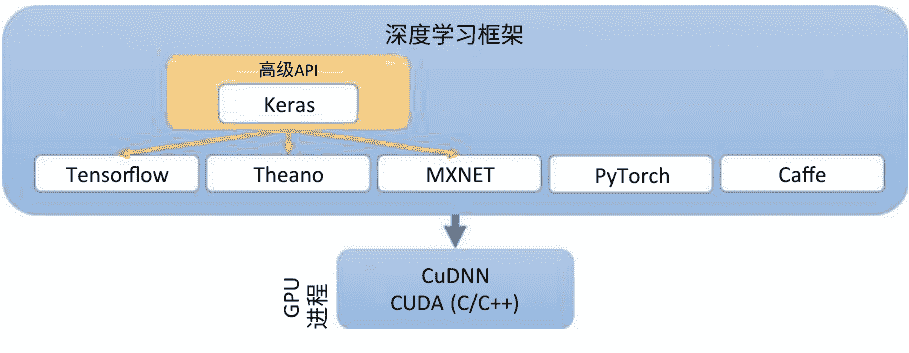 深度学习框架
高级API
Keras
Tensorflow
Theano
MXNET
PyTorch
Caffe
GPU
进程
CuDNN
CUDA (C/C++)